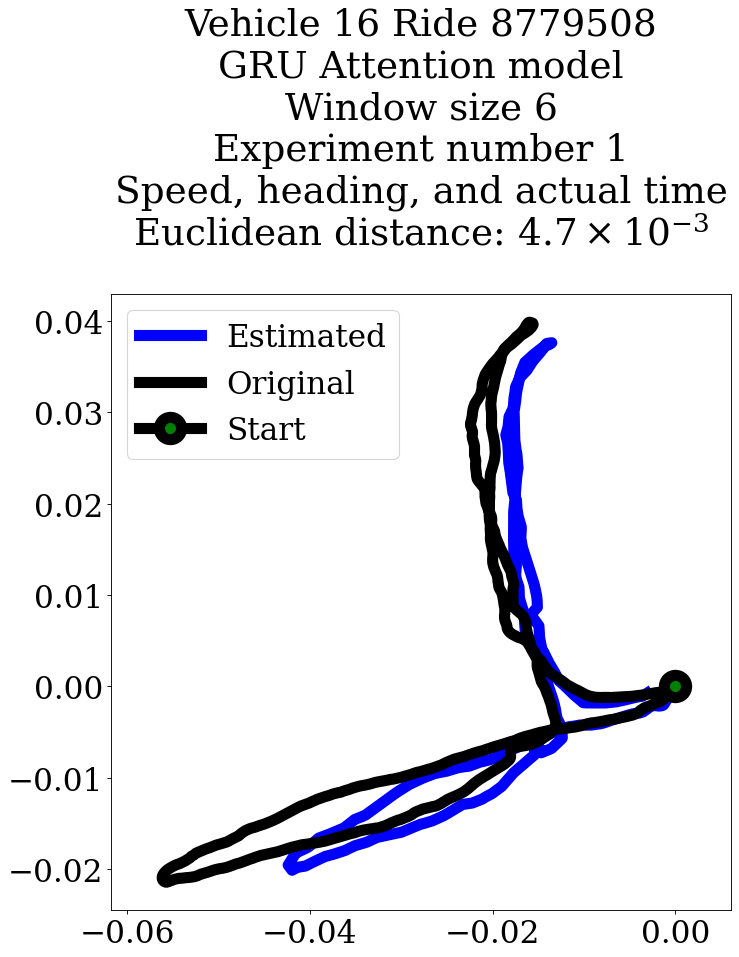 Vehicle 16 Ride 8779508
GRU Attention model
Window size 6
Experiment number 1
Speed, heading, and actual time
Euclidean distance: 4.7 × 10⁻³
Estimated
Original
Start
0.04
0.03
0.02
0.01
0.00
−0.01
−0.02
−0.06
−0.04
−0.02
0.00